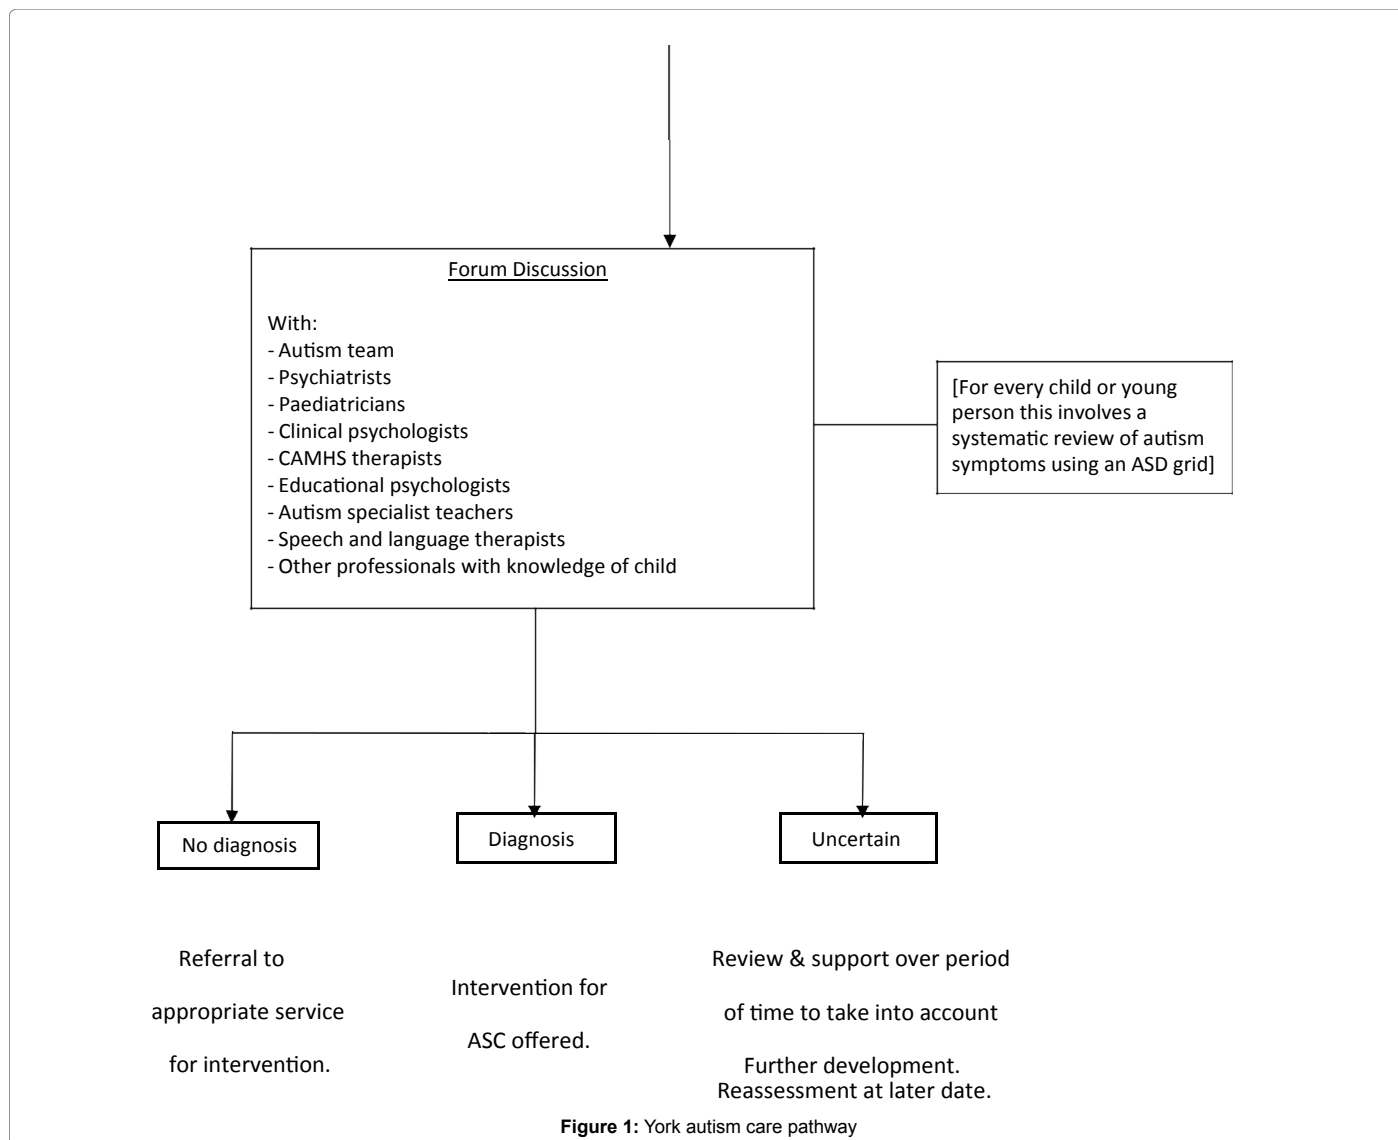 Forum Discussion
With:
- Autism team
- Psychiatrists
- Paediatricians
- Clinical psychologists
- CAMHS therapists
- Educational psychologists
- Autism specialist teachers
- Speech and language therapists
- Other professionals with knowledge of child
[For every child or young
person this involves a
systematic review of autism
symptoms using an ASD grid]
No diagnosis
Diagnosis
Uncertain
Referral to
appropriate service
for intervention.
Intervention for
ASC offered.
Review & support over period
of time to take into account
Further development.
Reassessment at later date.
Figure 1: York autism care pathway